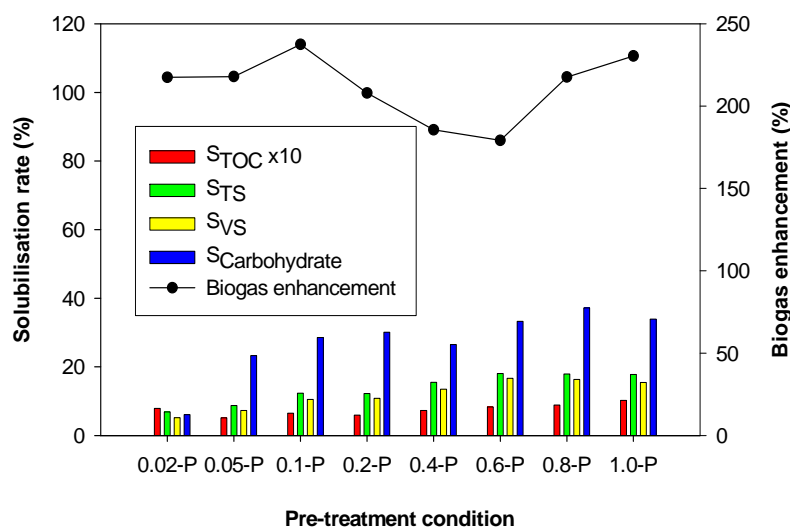 120
100
80
60
40
20
0
Solubilisation rate (%)
250
200
150
100
50
0
Biogas enhancement (%)
STOC x10
STS
SVS
SCarbohydrate
Biogas enhancement
0.02-P 0.05-P 0.1-P 0.2-P 0.4-P 0.6-P 0.8-P 1.0-P
Pre-treatment condition